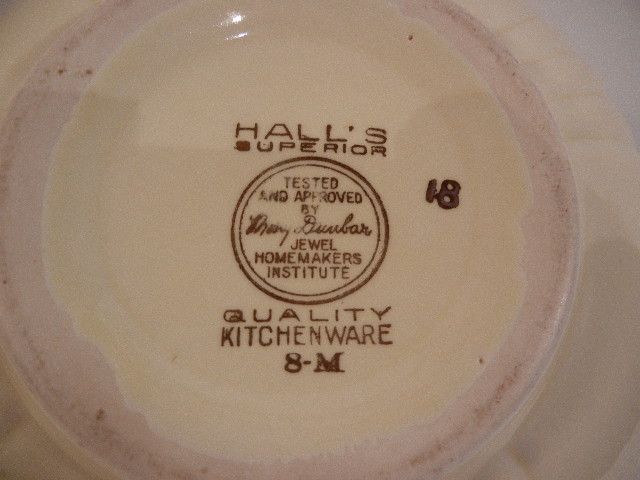 HALL'S
SUPERIOR
TESTED
AND APPROVED
BY
Mary Dunbar
JEWEL
HOMEMAKERS
INSTITUTE
QUALITY
KITCHENWARE
8-M
18